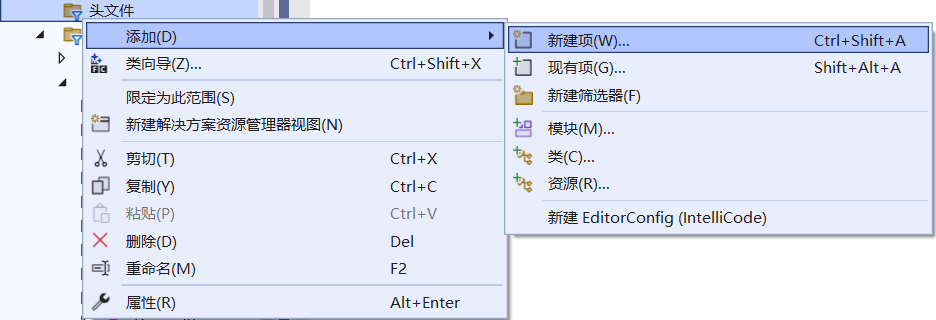 头文件
添加(D)
类向导(Z)... Ctrl+Shift+X
限定为此范围(S)
新建解决方案资源管理器视图(N)
剪切(T) Ctrl+X
复制(Y) Ctrl+C
粘贴(P) Ctrl+V
删除(D) Del
重命名(M) F2
属性(R) Alt+Enter
新建项(W)... Ctrl+Shift+A
现有项(G)... Shift+Alt+A
新建筛选器(F)
模块(M)...
类(C)...
资源(R)...
新建 EditorConfig (IntelliCode)